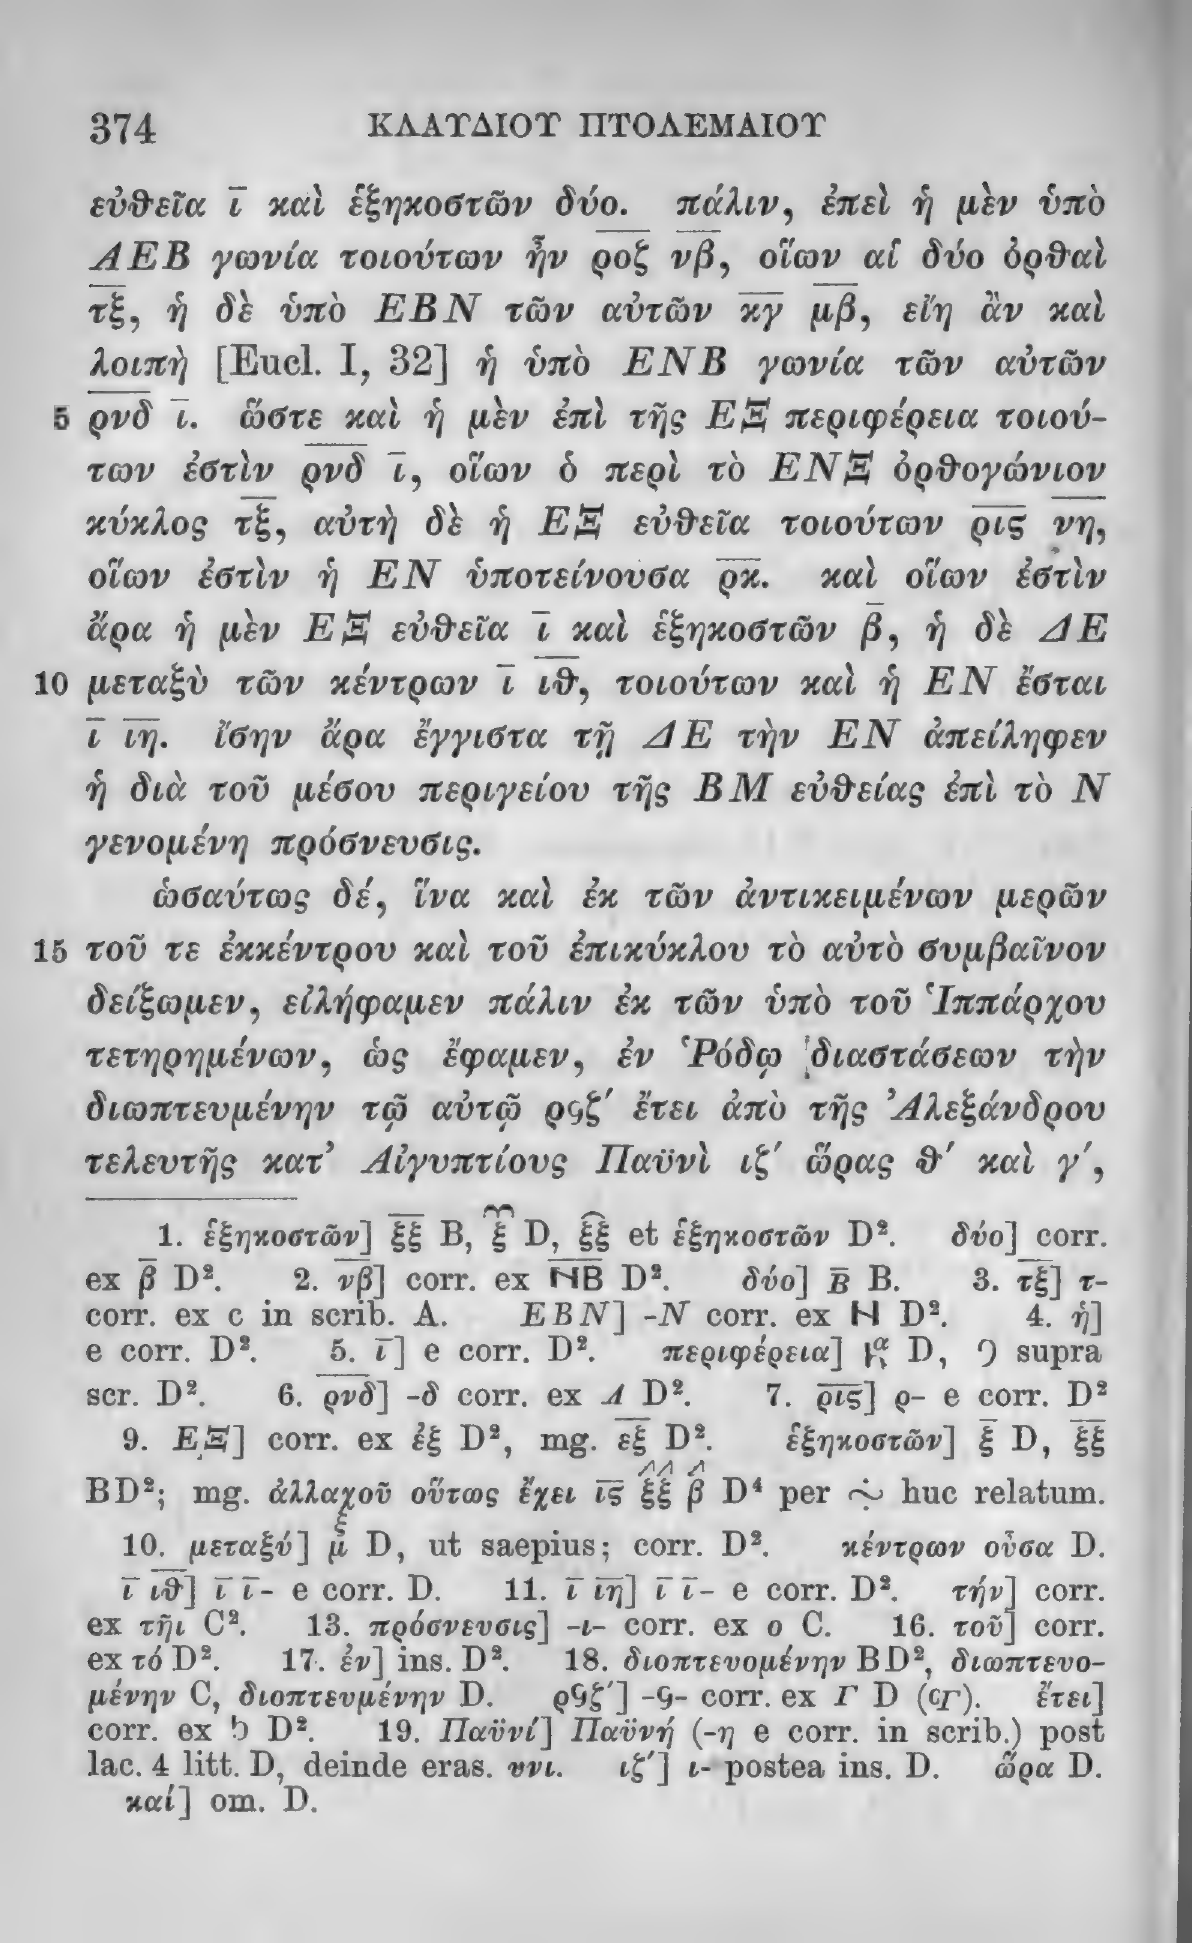 374 ΚΛΑΥΔΙΟΥ ΠΤΟΛΕΜΑΙΟΥ
εὐθεῖα ῑ καὶ ἑξηκοστῶν δύο. πάλιν, ἐπεὶ ἡ μὲν ὑπὸ
ΑΕΒ γωνία τοιούτων ἦν ρ̅ο̅ζ̅ ν̅β̅, οἵων αἱ δύο ὀρθαὶ
τ̅ξ̅, ἡ δὲ ὑπὸ ΕΒΝ τῶν αὐτῶν κ̅γ̅ μ̅β̅, εἴη ἂν καὶ
λοιπὴ [Eucl. I, 32] ἡ ὑπὸ ΕΝΒ γωνία τῶν αὐτῶν
5 ρ̅ν̅δ̅ ῑ. ὥστε καὶ ἡ μὲν ἐπὶ τῆς ΕΞ περιφέρεια τοιού-
των ἐστὶν ρ̅ν̅δ̅ ῑ, οἵων ὁ περὶ τὸ ΕΝΞ ὀρθογώνιον
κύκλος τ̅ξ̅, αὐτὴ δὲ ἡ ΕΞ εὐθεῖα τοιούτων ρ̅ι̅ϛ̅ ν̅η̅,
οἵων ἐστὶν ἡ ΕΝ ὑποτείνουσα ρ̅κ̅. καὶ οἵων ἐστὶν
ἄρα ἡ μὲν ΕΞ εὐθεῖα ῑ καὶ ἑξηκοστῶν β̅, ἡ δὲ ΔΕ
10 μεταξὺ τῶν κέντρων ῑ ι̅θ̅, τοιούτων καὶ ἡ ΕΝ ἔσται
ῑ ι̅η̅. ἴσην ἄρα ἔγγιστα τῇ ΔΕ τὴν ΕΝ ἀπείληφεν
ἡ διὰ τοῦ μέσου περιγείου τῆς ΒΜ εὐθείας ἐπὶ τὸ Ν
γενομένη πρόσνευσις.
ὡσαύτως δέ, ἵνα καὶ ἐκ τῶν ἀντικειμένων μερῶν
15 τοῦ τε ἐκκέντρου καὶ τοῦ ἐπικύκλου τὸ αὐτὸ συμβαῖνον
δείξωμεν, εἰλήφαμεν πάλιν ἐκ τῶν ὑπὸ τοῦ Ἱππάρχου
τετηρημένων, ὡς ἔφαμεν, ἐν Ῥόδῳ διαστάσεων τὴν
διωπτευμένην τῷ αὐτῷ ρϟζʹ ἔτει ἀπὸ τῆς Ἀλεξάνδρου
τελευτῆς κατ’ Αἰγυπτίους Παϋνὶ ιζʹ ὥρας θʹ καὶ γʹ,
1. ἑξηκοστῶν] ξ̅ξ̅ B, ξ D, ξξ et ἑξηκοστῶν D². δύο] corr.
ex β̅ D². 2. ν̅β̅] corr. ex Ν̅Β̅ D². δύο] β̅ B. 3. τ̅ξ̅] τ-
corr. ex c in scrib. A. ΕΒΝ] -Ν corr. ex Ν D². 4. ἡ]
e corr. D². 5. ῑ] e corr. D². περιφέρεια] D, supra
scr. D². 6. ρ̅ν̅δ̅] -δ corr. ex Δ D². 7. ρ̅ι̅ϛ̅] ρ- e corr. D²
9. ΕΞ] corr. ex ἑξ D², mg. ε̅ξ̅ D². ἑξηκοστῶν] ξ̅ D, ξ̅ξ̅
BD²; mg. ἀλλαχοῦ οὕτως ἔχει ι̅ϛ̅ ξξ β D⁴ per huc relatum.
10. μεταξύ] μ̇ D, ut saepius; corr. D². κέντρων οὖσα D.
ῑ ι̅θ̅] ῑ ῑ- e corr. D. 11. ῑ ι̅η̅] ῑ ῑ- e corr. D². τήν] corr.
ex τῆι C². 13. πρόσνευσις] -ι- corr. ex ο C. 16. τοῦ] corr.
ex τό D². 17. ἐν] ins. D². 18. διοπτευομένην BD², διωπτευο-
μένην C, διοπτευμένην D. ρϟζʹ] -ϟ- corr. ex Γ D (ϟΓ). ἔτει]
corr. ex D². 19. Παϋνί] Παϋνή (-η e corr. in scrib.) post
lac. 4 litt. D, deinde eras. υνι. ιζʹ] ι- postea ins. D. ὥρα D.
καί] om. D.